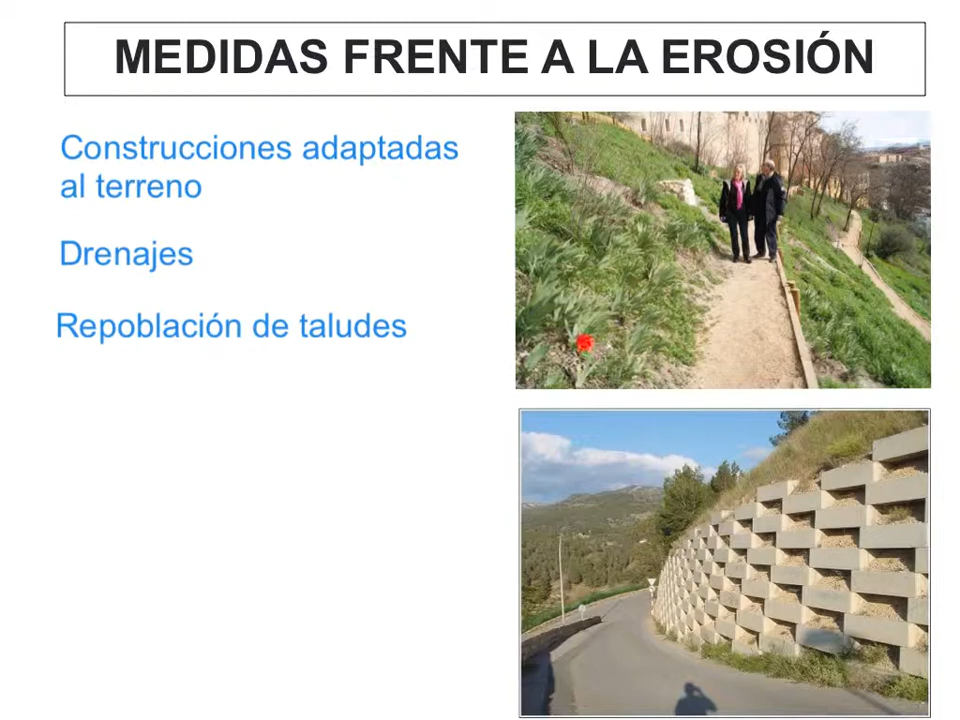 MEDIDAS FRENTE A LA EROSIÓN
Construcciones adaptadas
al terreno
Drenajes
Repoblación de taludes